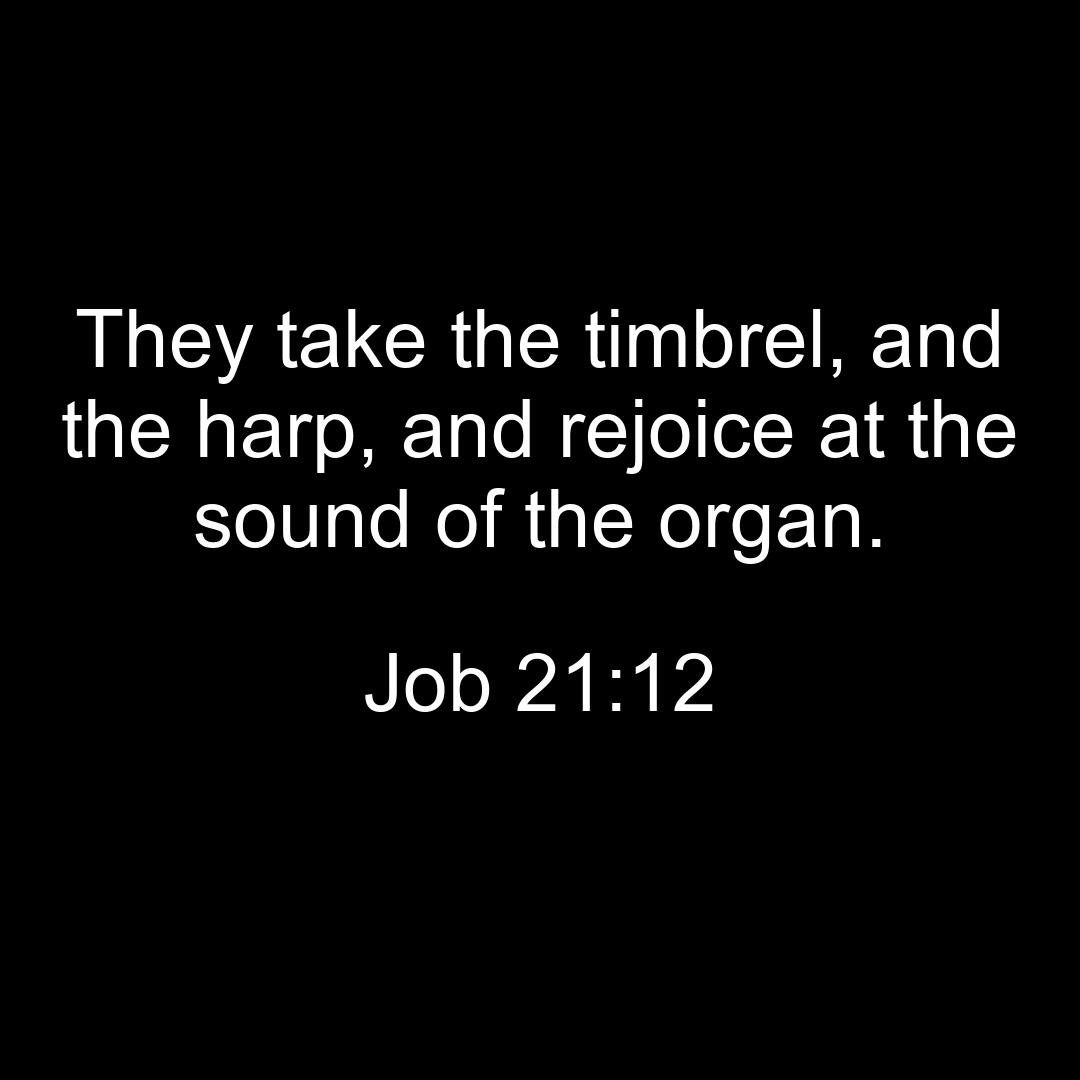 They take the timbrel, and
the harp, and rejoice at the
sound of the organ.
Job 21:12